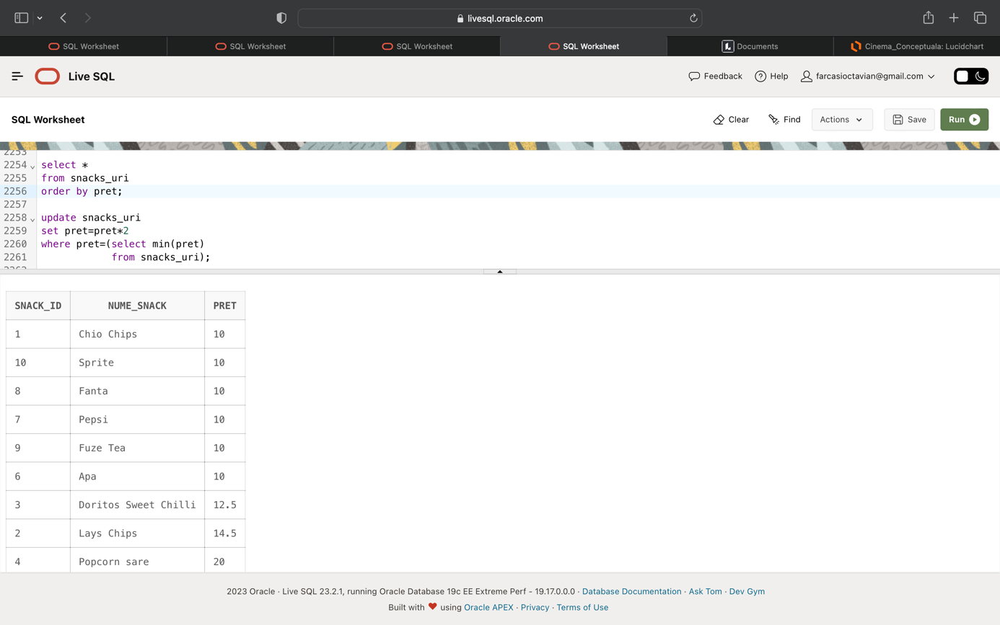 livesql.oracle.com
SQL Worksheet
SQL Worksheet
SQL Worksheet
SQL Worksheet
Documents
Cinema_Conceptuala: Lucidchart
Live SQL
Feedback
Help
farcasioctavian@gmail.com
SQL Worksheet
Clear
Find
Actions
Save
Run
2253
2254 select *
2255 from snacks_uri
2256 order by pret;
2257
2258 update snacks_uri
2259 set pret=pret*2
2260 where pret=(select min(pret)
2261 from snacks_uri);
SNACK_ID NUME_SNACK PRET
1 Chio Chips 10
10 Sprite 10
8 Fanta 10
7 Pepsi 10
9 Fuze Tea 10
6 Apa 10
3 Doritos Sweet Chilli 12.5
2 Lays Chips 14.5
4 Popcorn sare 20
2023 Oracle · Live SQL 23.2.1, running Oracle Database 19c EE Extreme Perf - 19.17.0.0.0 · Database Documentation · Ask Tom · Dev Gym
Built with ❤ using Oracle APEX · Privacy · Terms of Use